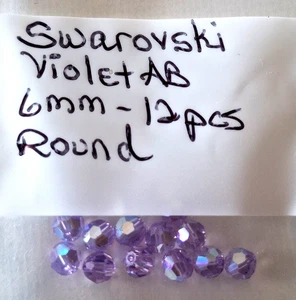 Swarovski
Violet AB
6mm - 12pcs
Round